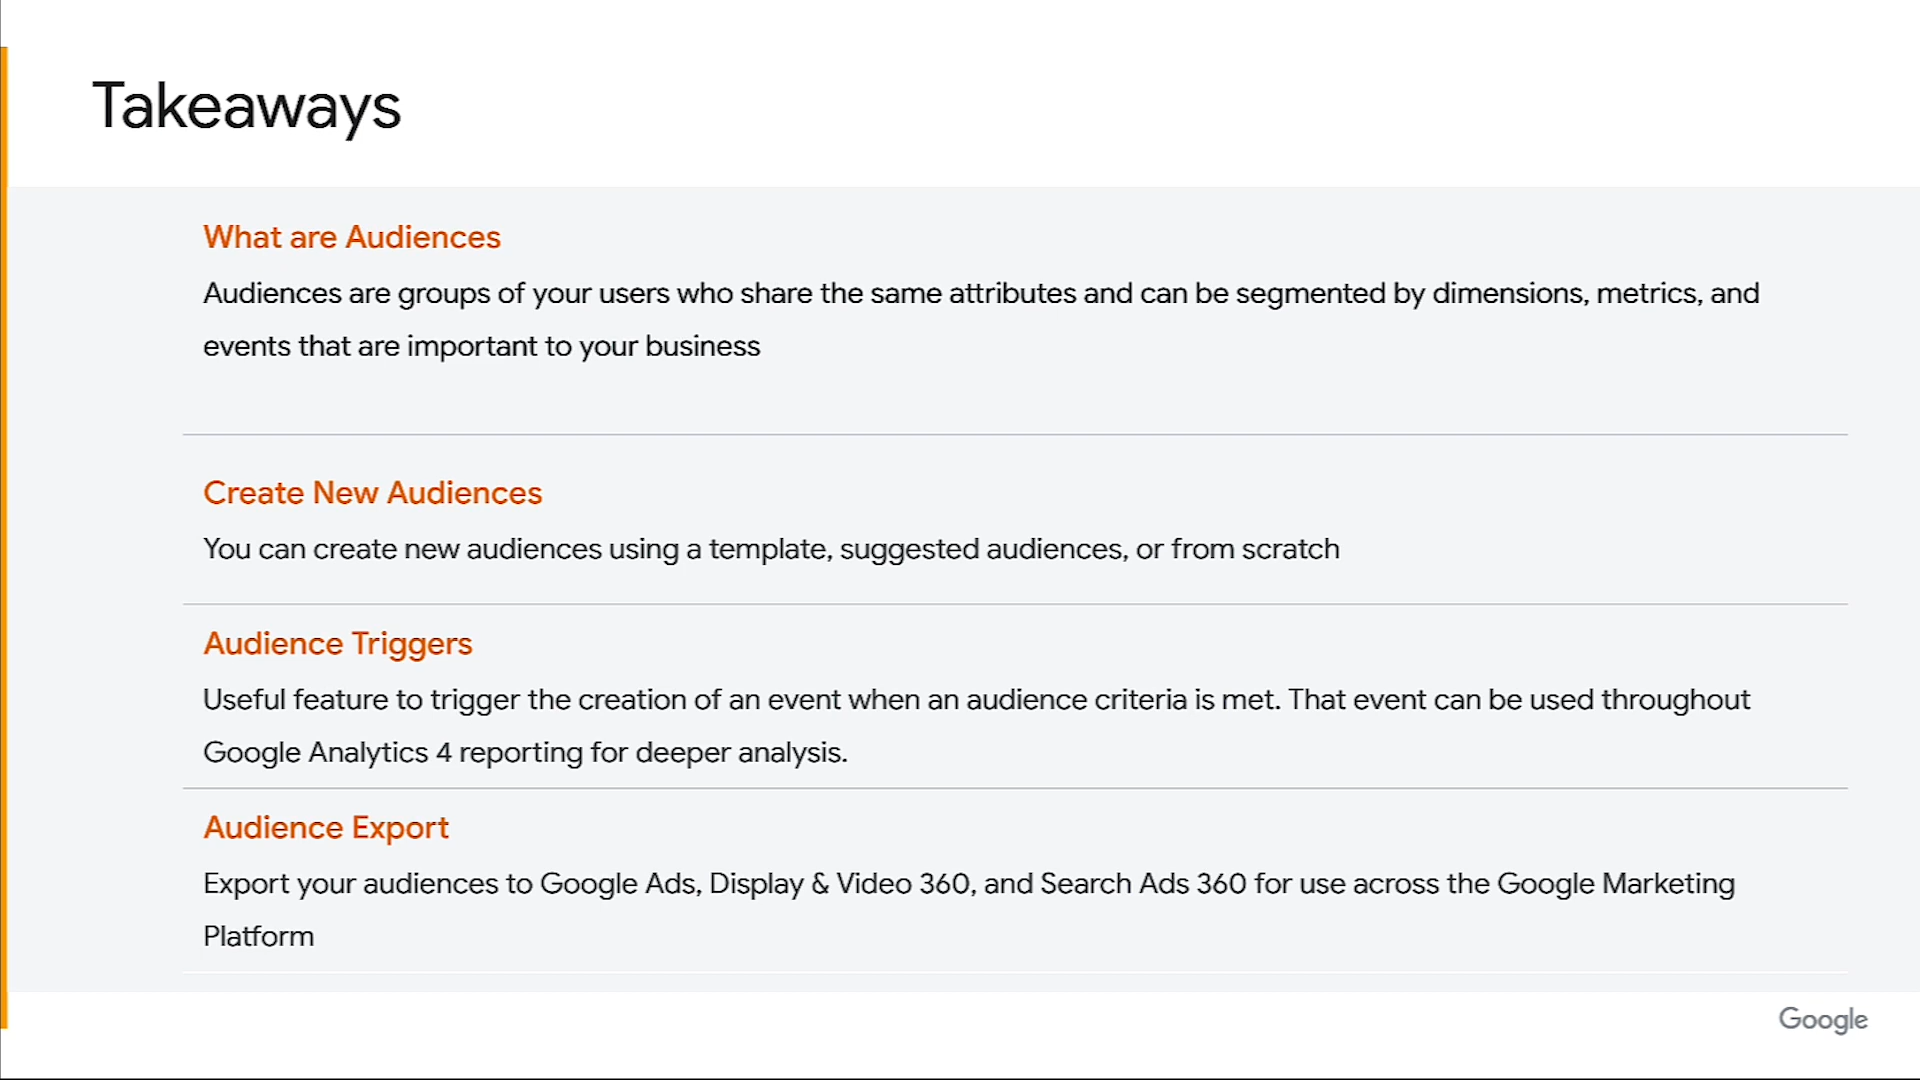 Takeaways
What are Audiences
Audiences are groups of your users who share the same attributes and can be segmented by dimensions, metrics, and
events that are important to your business
Create New Audiences
You can create new audiences using a template, suggested audiences, or from scratch
Audience Triggers
Useful feature to trigger the creation of an event when an audience criteria is met. That event can be used throughout
Google Analytics 4 reporting for deeper analysis.
Audience Export
Export your audiences to Google Ads, Display & Video 360, and Search Ads 360 for use across the Google Marketing
Platform
Google